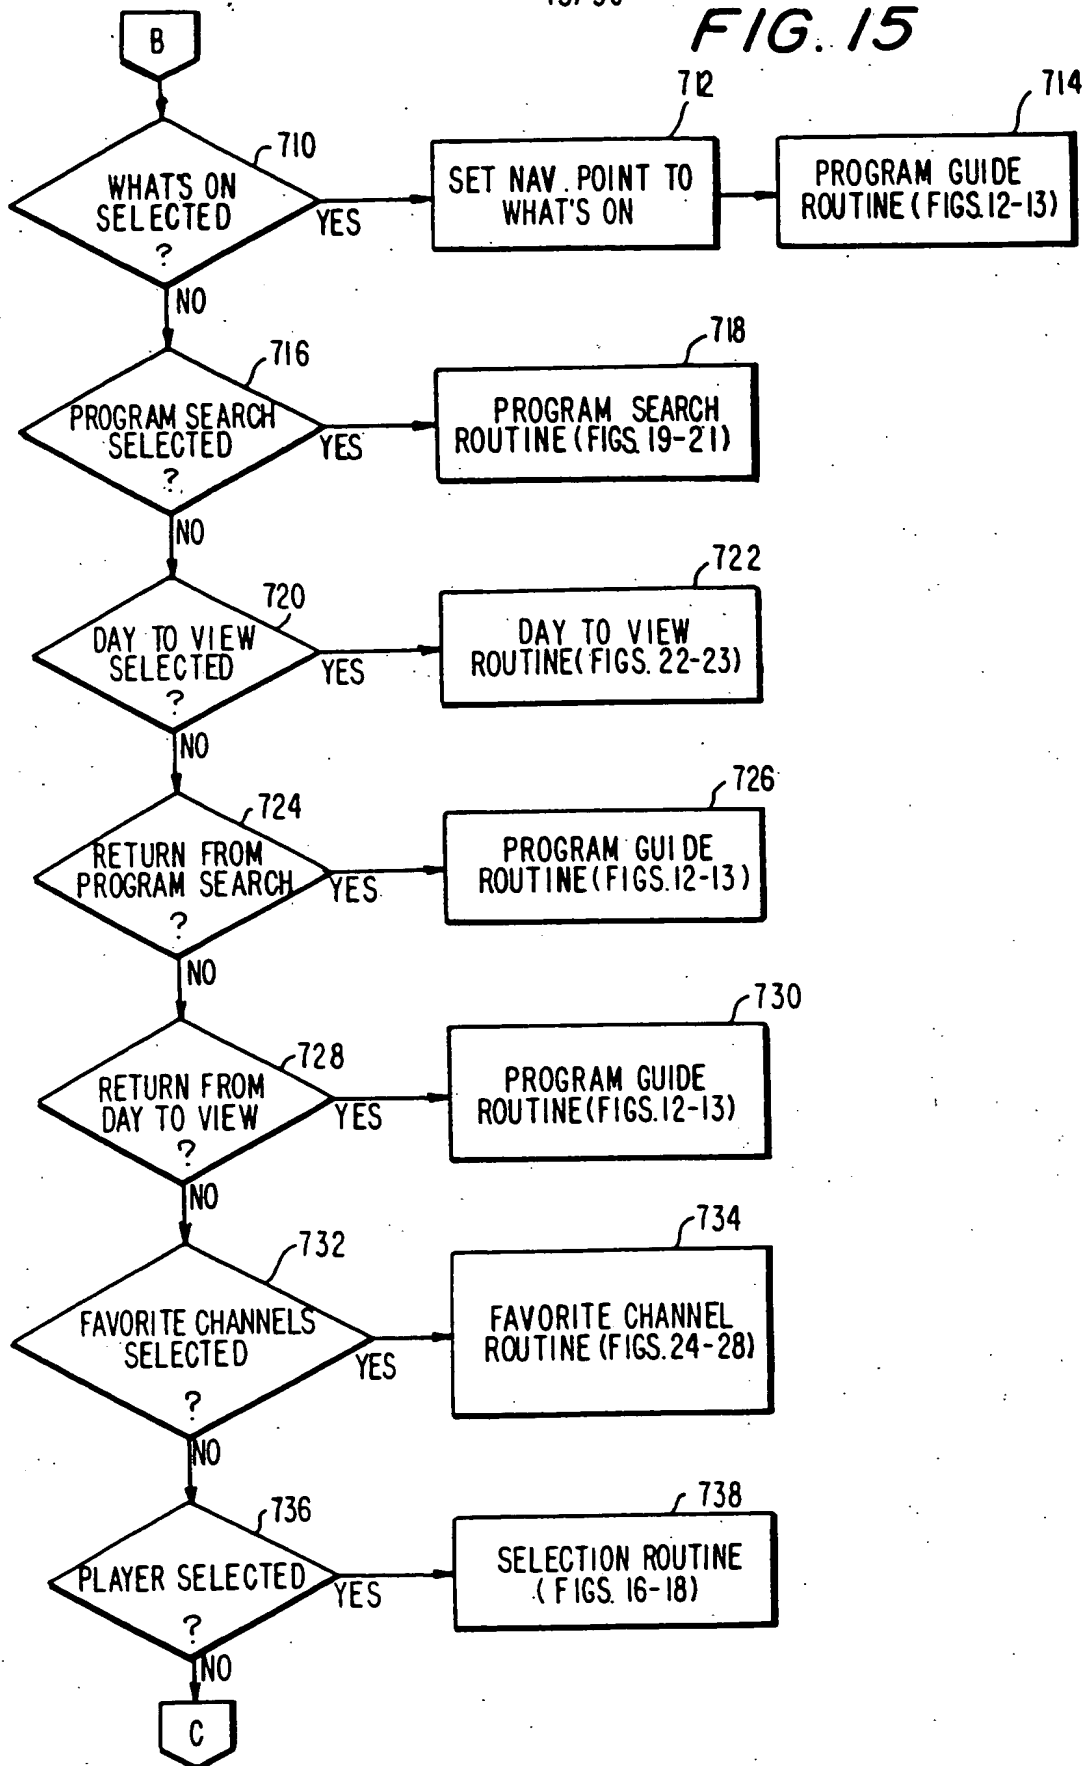 FIG. 15
B
710
WHAT'S ON
SELECTED
?
YES
712
SET NAV. POINT TO
WHAT'S ON
714
PROGRAM GUIDE
ROUTINE (FIGS.12-13)
NO
716
PROGRAM SEARCH
SELECTED
?
YES
718
PROGRAM SEARCH
ROUTINE (FIGS. 19-21)
NO
720
DAY TO VIEW
SELECTED
?
YES
722
DAY TO VIEW
ROUTINE (FIGS. 22-23)
NO
724
RETURN FROM
PROGRAM SEARCH
?
YES
726
PROGRAM GUIDE
ROUTINE (FIGS.12-13)
NO
728
RETURN FROM
DAY TO VIEW
?
YES
730
PROGRAM GUIDE
ROUTINE (FIGS.12-13)
NO
732
FAVORITE CHANNELS
SELECTED
?
YES
734
FAVORITE CHANNEL
ROUTINE (FIGS.24-28)
NO
736
PLAYER SELECTED
?
YES
738
SELECTION ROUTINE
(FIGS. 16-18)
NO
C